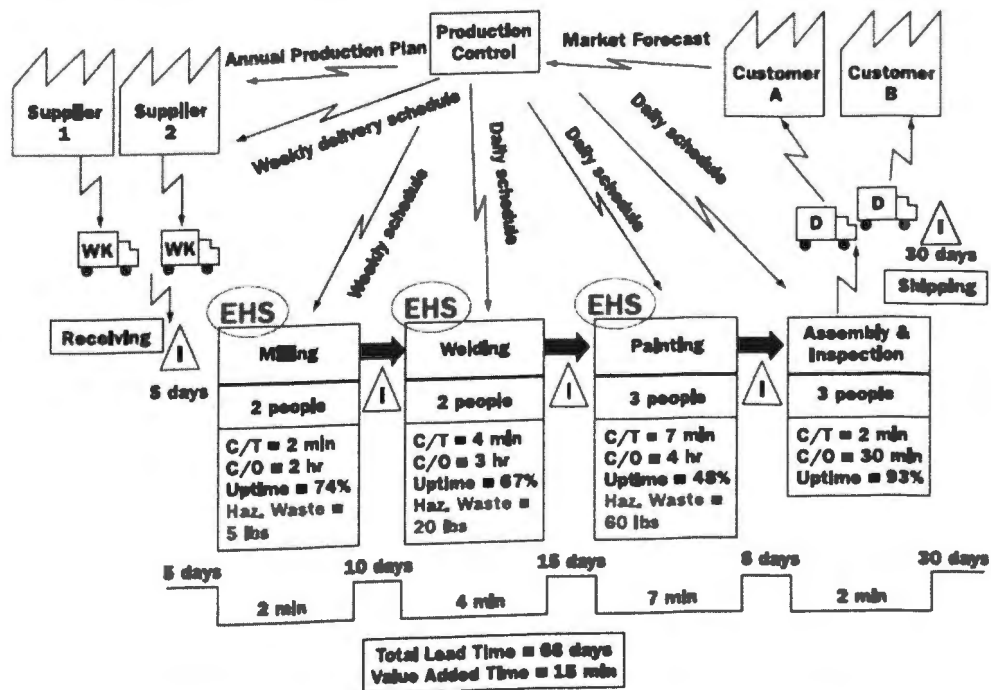 Production
Control
Annual Production Plan
Market Forecast
Supplier
1
Supplier
2
Customer
A
Customer
B
Weekly delivery schedule
Weekly schedule
Daily
schedule
Daily
schedule
Daily schedule
WK
WK
D
D
I
30 days
Shipping
Receiving
I
5 days
EHS
Milling
2 people
C/T = 2 min
C/O = 2 hr
Uptime = 74%
Haz. Waste =
5 lbs
I
EHS
Welding
2 people
C/T = 4 min
C/O = 3 hr
Uptime = 67%
Haz. Waste =
20 lbs
I
EHS
Painting
3 people
C/T = 7 min
C/O = 4 hr
Uptime = 48%
Haz. Waste =
60 lbs
I
Assembly &
Inspection
3 people
C/T = 2 min
C/O = 30 min
Uptime = 93%
5 days
10 days
15 days
days
30 days
2 min
4 min
7 min
2 min
Total Lead Time = days
Value Added Time = 15 min